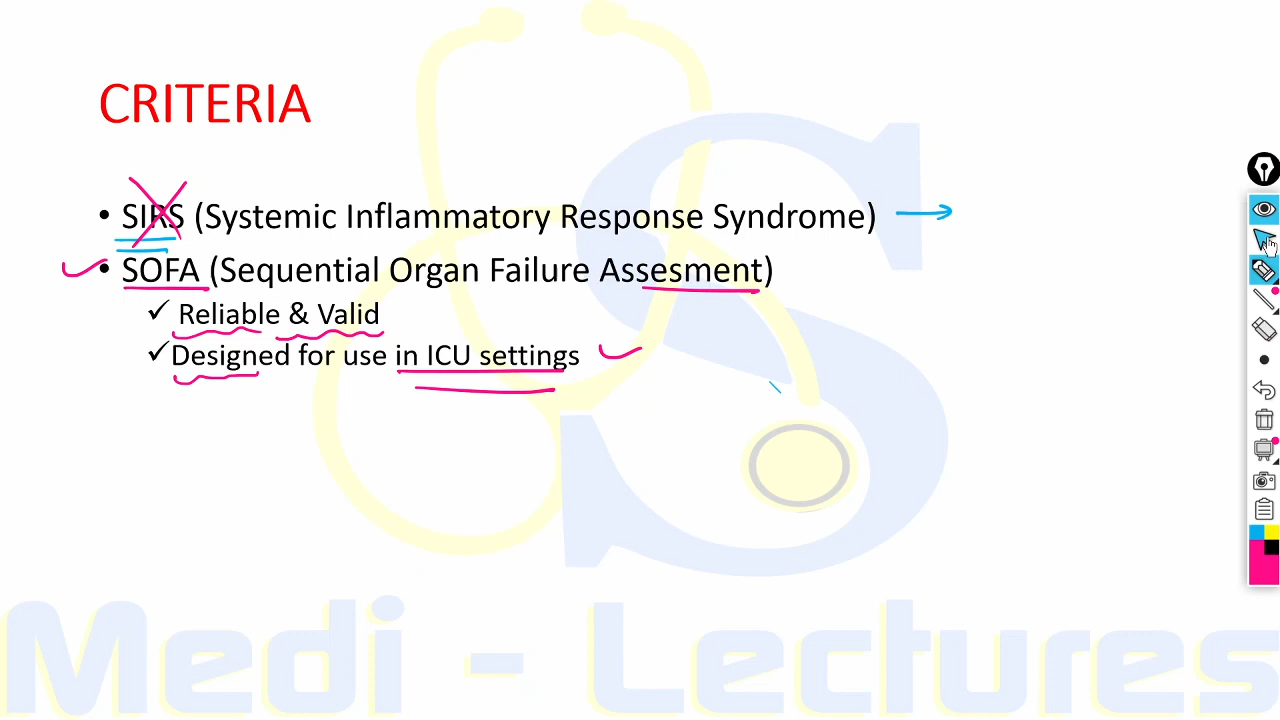 CRITERIA
• SIRS (Systemic Inflammatory Response Syndrome)
• SOFA (Sequential Organ Failure Assesment)
✓ Reliable & Valid
✓ Designed for use in ICU settings
Medi - Lectures